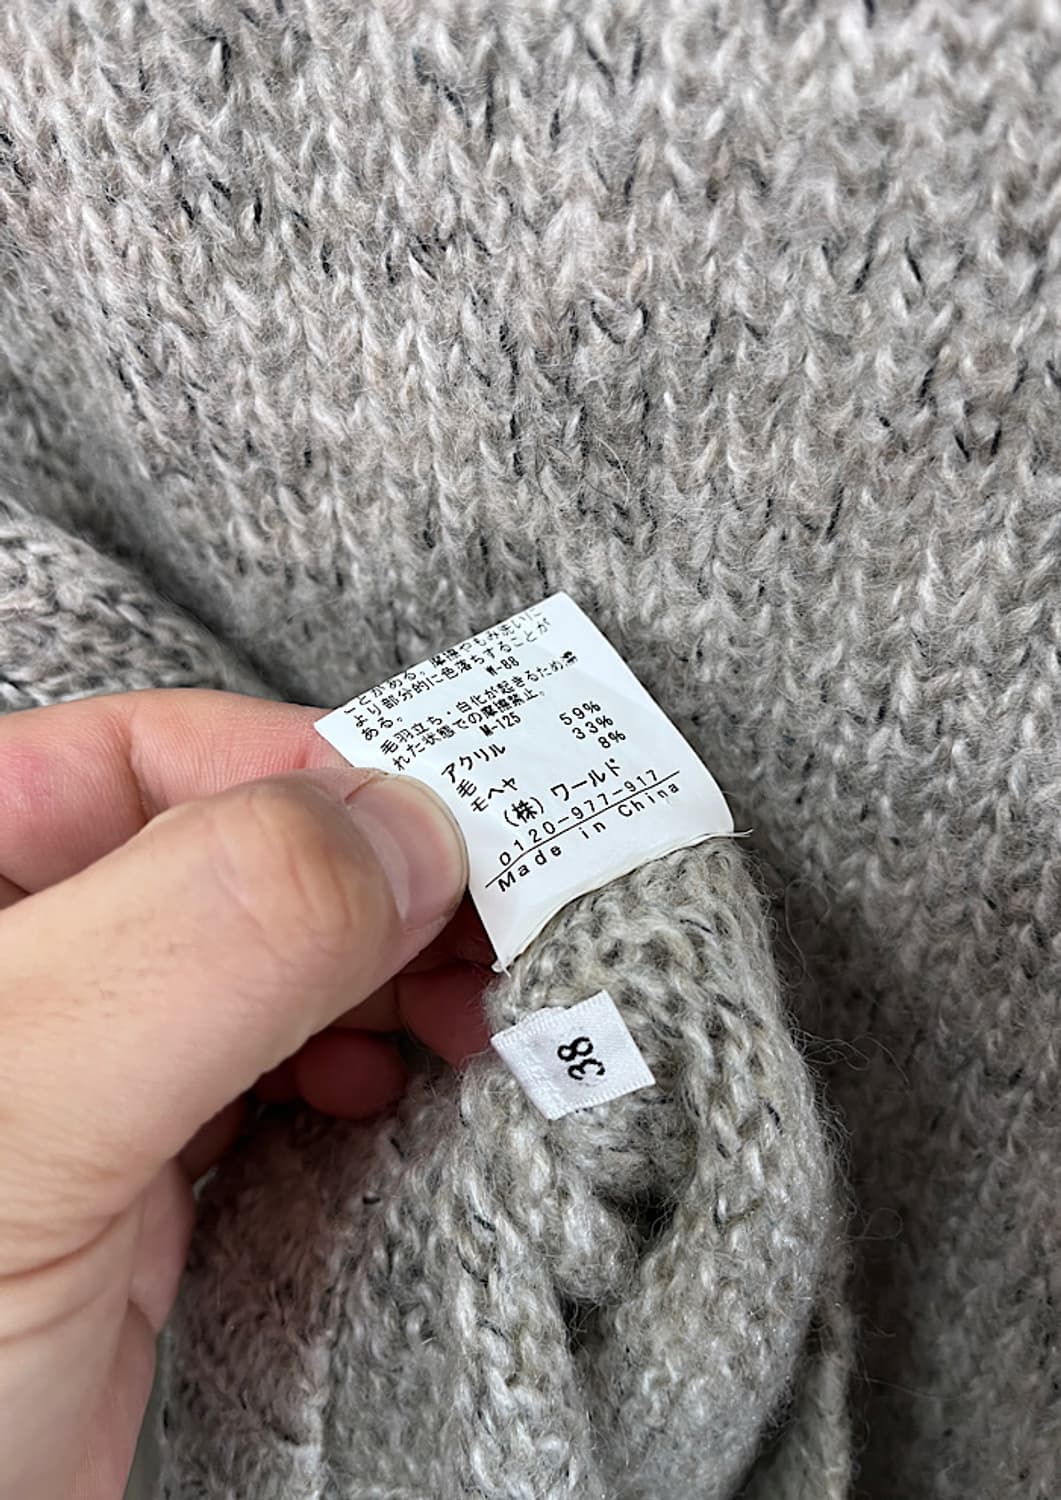 ことがある。摩擦やもみ洗いに
より部分的に色落ちすることが
ある。 M-88
毛羽立ち・白化が起きるため濡
れた状態での摩擦禁止。
M-125
アクリル 59%
毛 33%
モヘヤ 8%
(株) ワールド
0120-977-917
Made in China
38